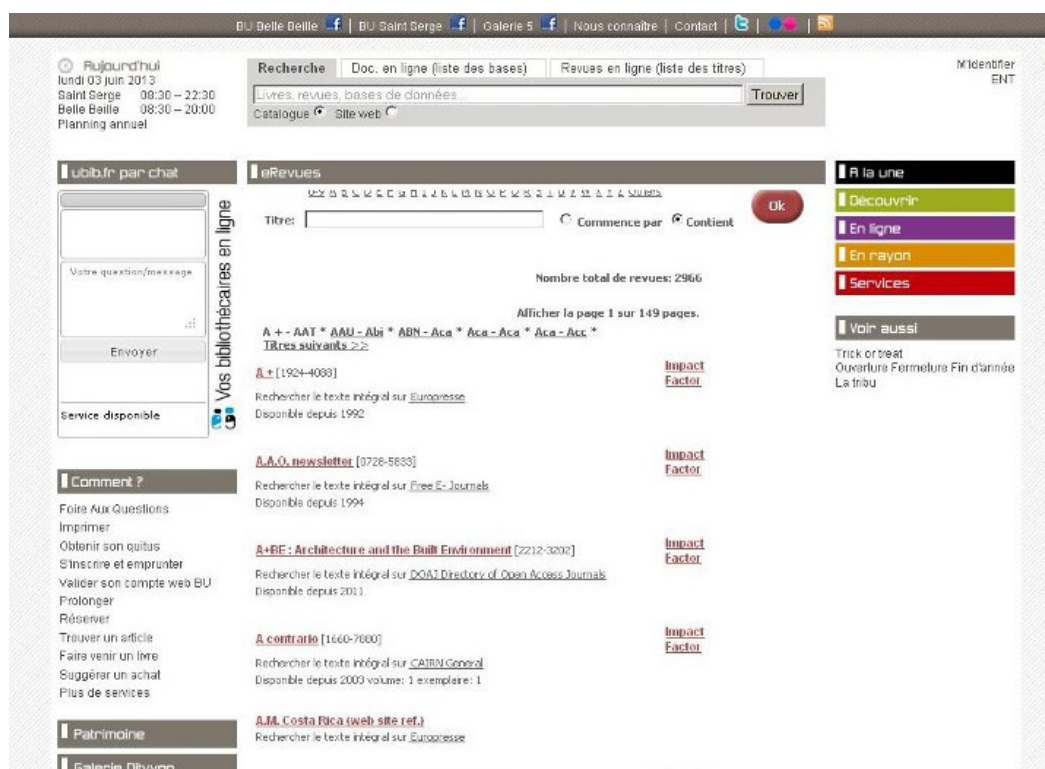 BU Belle Beille | BU Saint Serge | Galerie 5 | Nous connaître | Contact | |
Aujourd'hui
lundi 03 juin 2013
Saint Serge 08:30 – 22:30
Belle Beille 08:30 – 20:00
Planning annuel
Recherche Doc. en ligne (liste des bases) Revues en ligne (liste des titres)
Livres, revues, bases de données... Trouver
Catalogue Site web
M'identifier
ENT
ubib.fr par chat
Votre question/message
Envoyer
Service disponible
Vos bibliothécaires en ligne
Comment ?
Foire Aux Questions
Imprimer
Obtenir son quitus
S'inscrire et emprunter
Valider son compte web BU
Prolonger
Réserver
Trouver un article
Faire venir un livre
Suggérer un achat
Plus de services
Patrimoine
Galerie Dityvon
eRevues
Titre: Commence par Contient Ok
Nombre total de revues: 2966
Afficher la page 1 sur 149 pages.
A + - AAT * AAU - Abi * ABN - Aca * Aca - Aca * Aca - Acc *
Titres suivants >>
A + [1924-4088] Impact Factor
Rechercher le texte intégral sur Europresse
Disponible depuis 1992
A.A.O. newsletter [0728-5833] Impact Factor
Rechercher le texte intégral sur Free E- Journals
Disponible depuis 1994
A+BE : Architecture and the Built Environment [2212-3202] Impact Factor
Rechercher le texte intégral sur DOAJ Directory of Open Access Journals
Disponible depuis 2011
A contrario [1660-7880] Impact Factor
Rechercher le texte intégral sur CAIRN General
Disponible depuis 2003 volume: 1 exemplaire: 1
A.M. Costa Rica (web site ref.)
Rechercher le texte intégral sur Europresse
A la une
Découvrir
En ligne
En rayon
Services
Voir aussi
Trick or treat
Ouverture Fermeture Fin d'année
La tribu